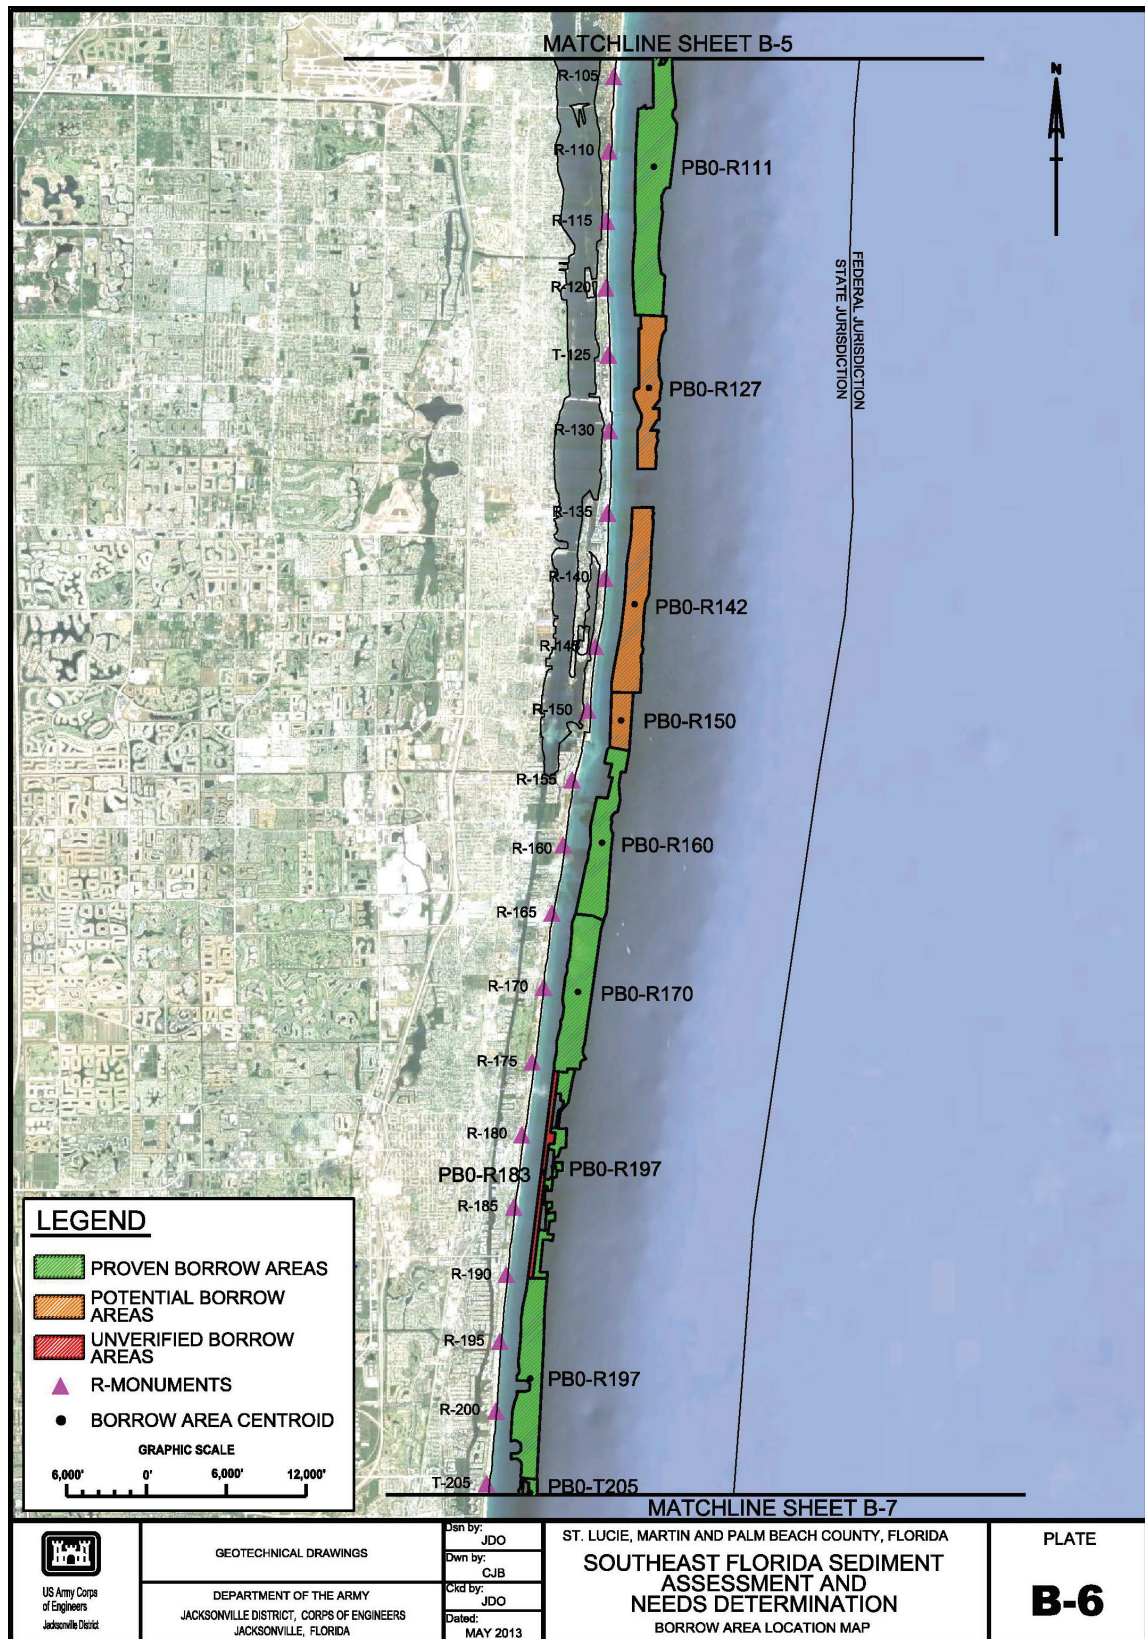 MATCHLINE SHEET B-5
R-105
N
R-110
PB0-R111
R-115
FEDERAL JURISDICTION
STATE JURISDICTION
R-120
T-125
PB0-R127
R-130
R-135
R-140
PB0-R142
R-145
R-150
PB0-R150
R-155
R-160
PB0-R160
R-165
R-170
PB0-R170
R-175
R-180
PB0-R183
PB0-R197
R-185
R-190
R-195
PB0-R197
R-200
T-205
PB0-T205
MATCHLINE SHEET B-7
LEGEND
PROVEN BORROW AREAS
POTENTIAL BORROW
AREAS
UNVERIFIED BORROW
AREAS
R-MONUMENTS
BORROW AREA CENTROID
GRAPHIC SCALE
6,000' 0' 6,000' 12,000'
US Army Corps
of Engineers
Jacksonville District
GEOTECHNICAL DRAWINGS
DEPARTMENT OF THE ARMY
JACKSONVILLE DISTRICT, CORPS OF ENGINEERS
JACKSONVILLE, FLORIDA
Dsn by:
JDO
Dwn by:
CJB
Ckd by:
JDO
Dated:
MAY 2013
ST. LUCIE, MARTIN AND PALM BEACH COUNTY, FLORIDA
SOUTHEAST FLORIDA SEDIMENT
ASSESSMENT AND
NEEDS DETERMINATION
BORROW AREA LOCATION MAP
PLATE
B-6